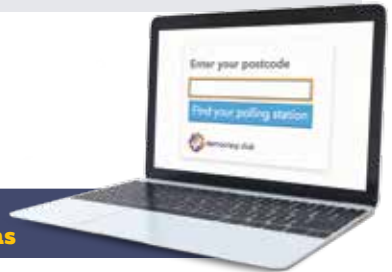 Enter your postcode
Find your polling station
democracy club
as